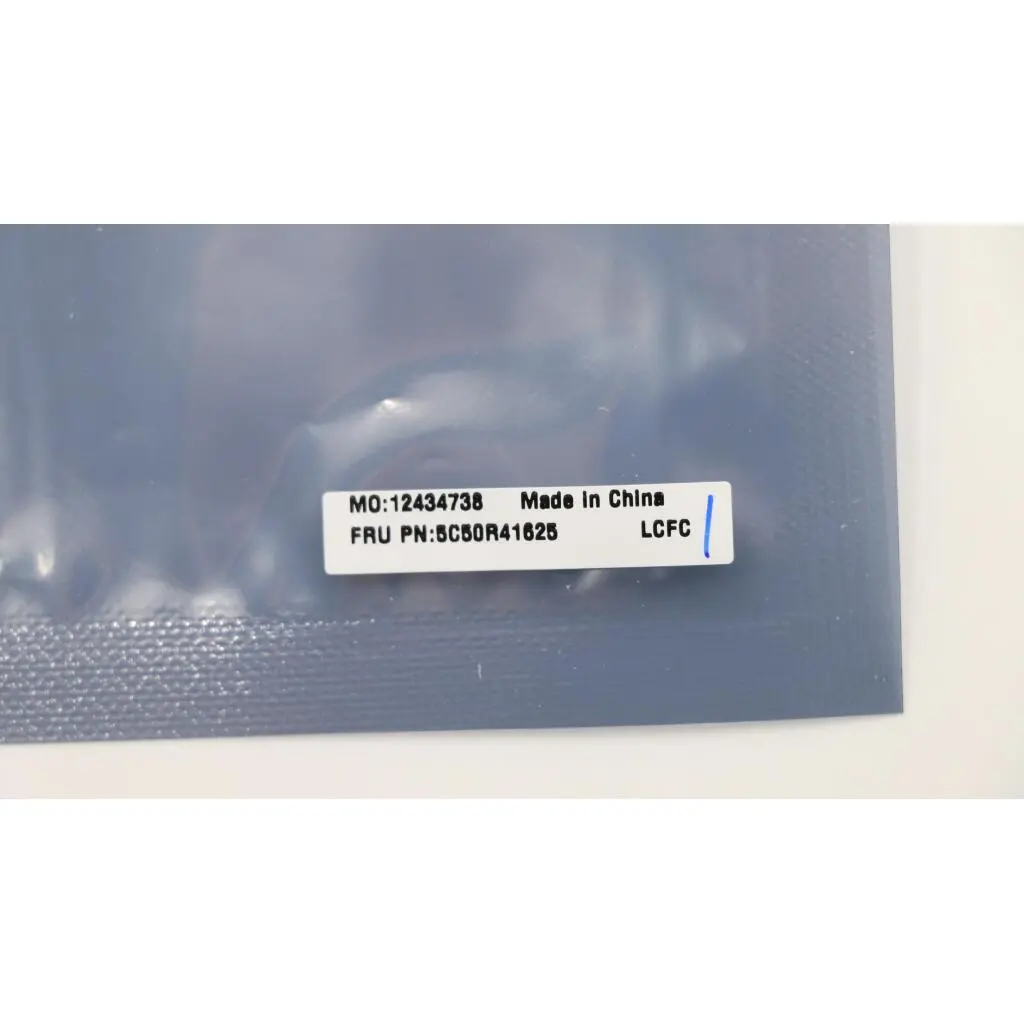 MO:12434738 Made in China
FRU PN:5C50R41625 LCFC